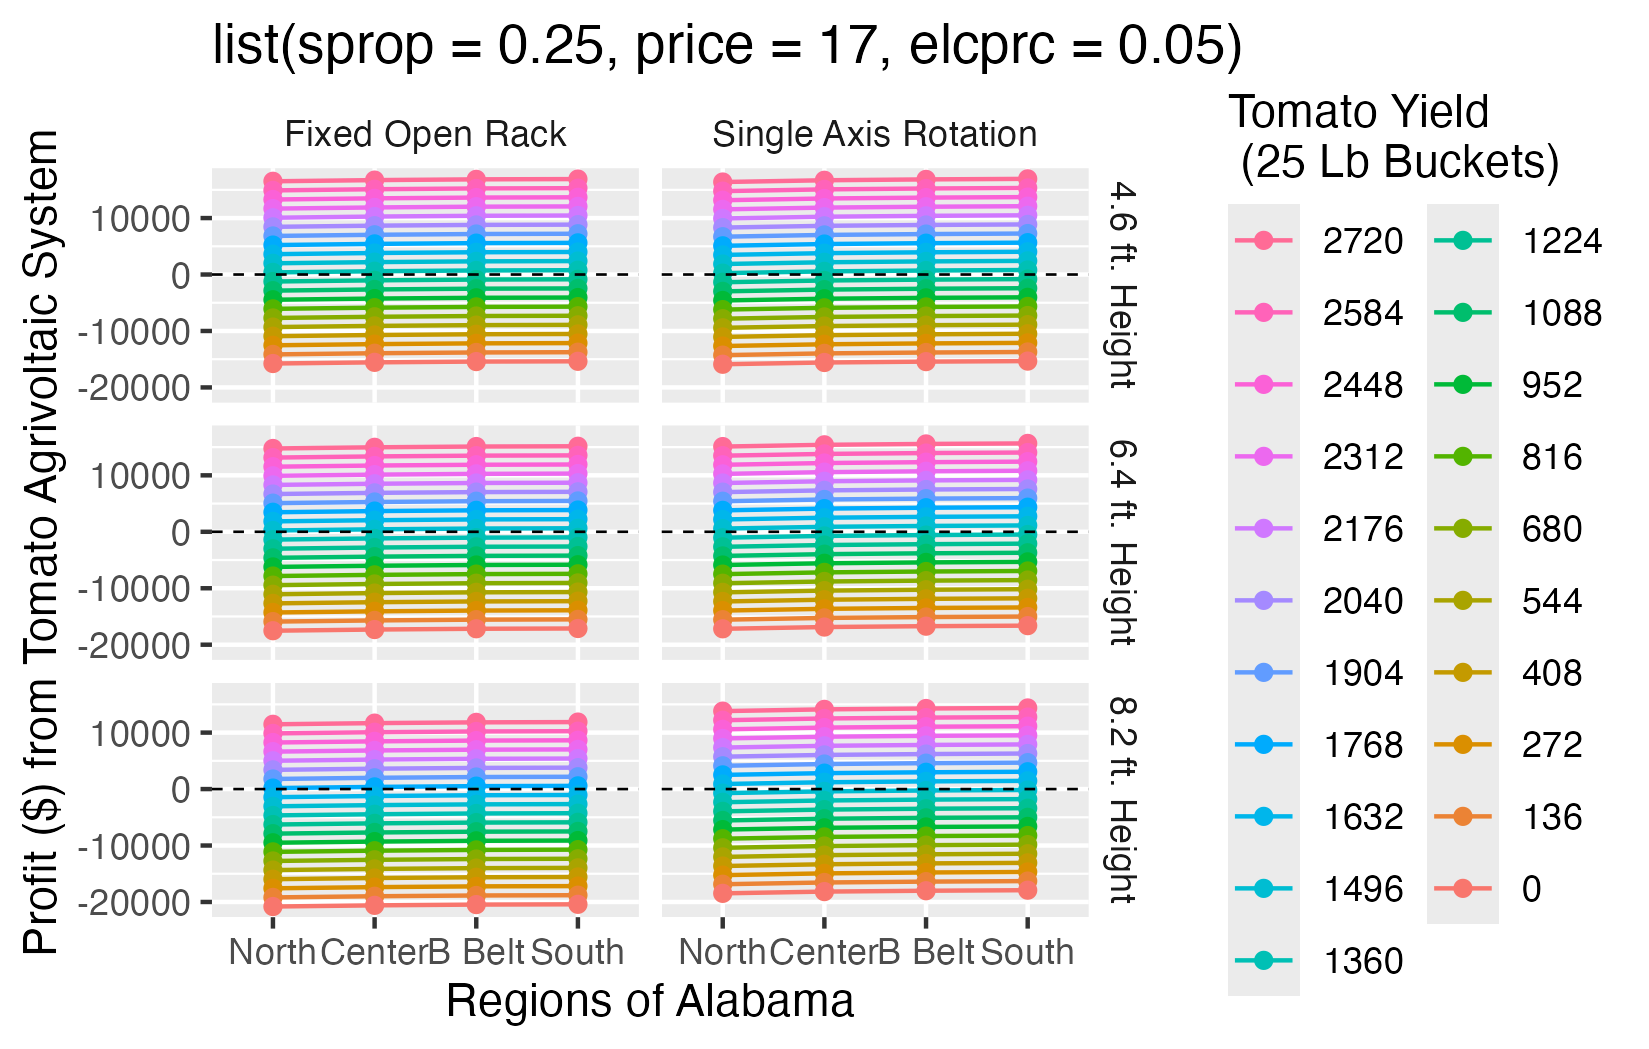 list(sprop = 0.25, price = 17, elcprc = 0.05)
Fixed Open Rack
Single Axis Rotation
Profit ($) from Tomato Agrivoltaic System
10000
0
-10000
-20000
4.6 ft. Height
10000
0
-10000
-20000
6.4 ft. Height
10000
0
-10000
-20000
8.2 ft. Height
North Center B Belt South
North Center B Belt South
Regions of Alabama
Tomato Yield
(25 Lb Buckets)
2720
2584
2448
2312
2176
2040
1904
1768
1632
1496
1360
1224
1088
952
816
680
544
408
272
136
0